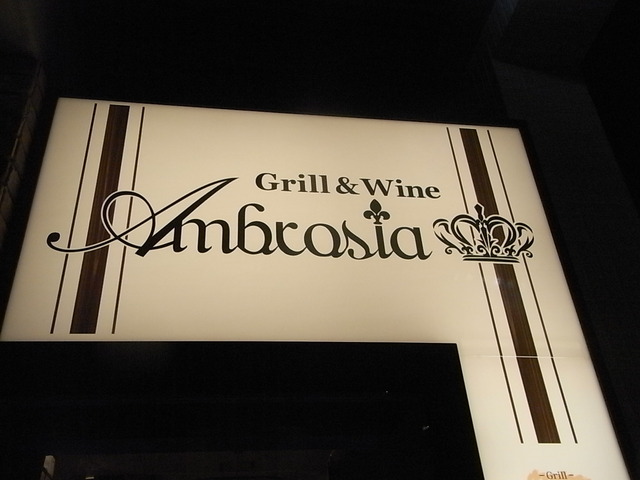 Grill & Wine
Ambrosia
–Grill–